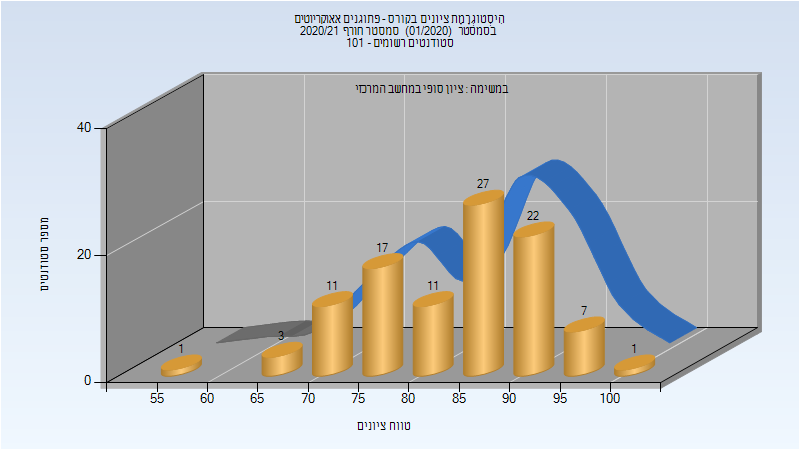 היסטוגרמת ציונים בקורס - פתוגנים אאוקריוטים
בסמסטר (01/2020) סמסטר חורף 2020/21
סטודנטים רשומים - 101
במשימה : ציון סופי במחשב המרכזי
מספר סטודנטים
40
20
0
1
3
11
17
11
27
22
7
1
55 60 65 70 75 80 85 90 95 100
טווח ציונים